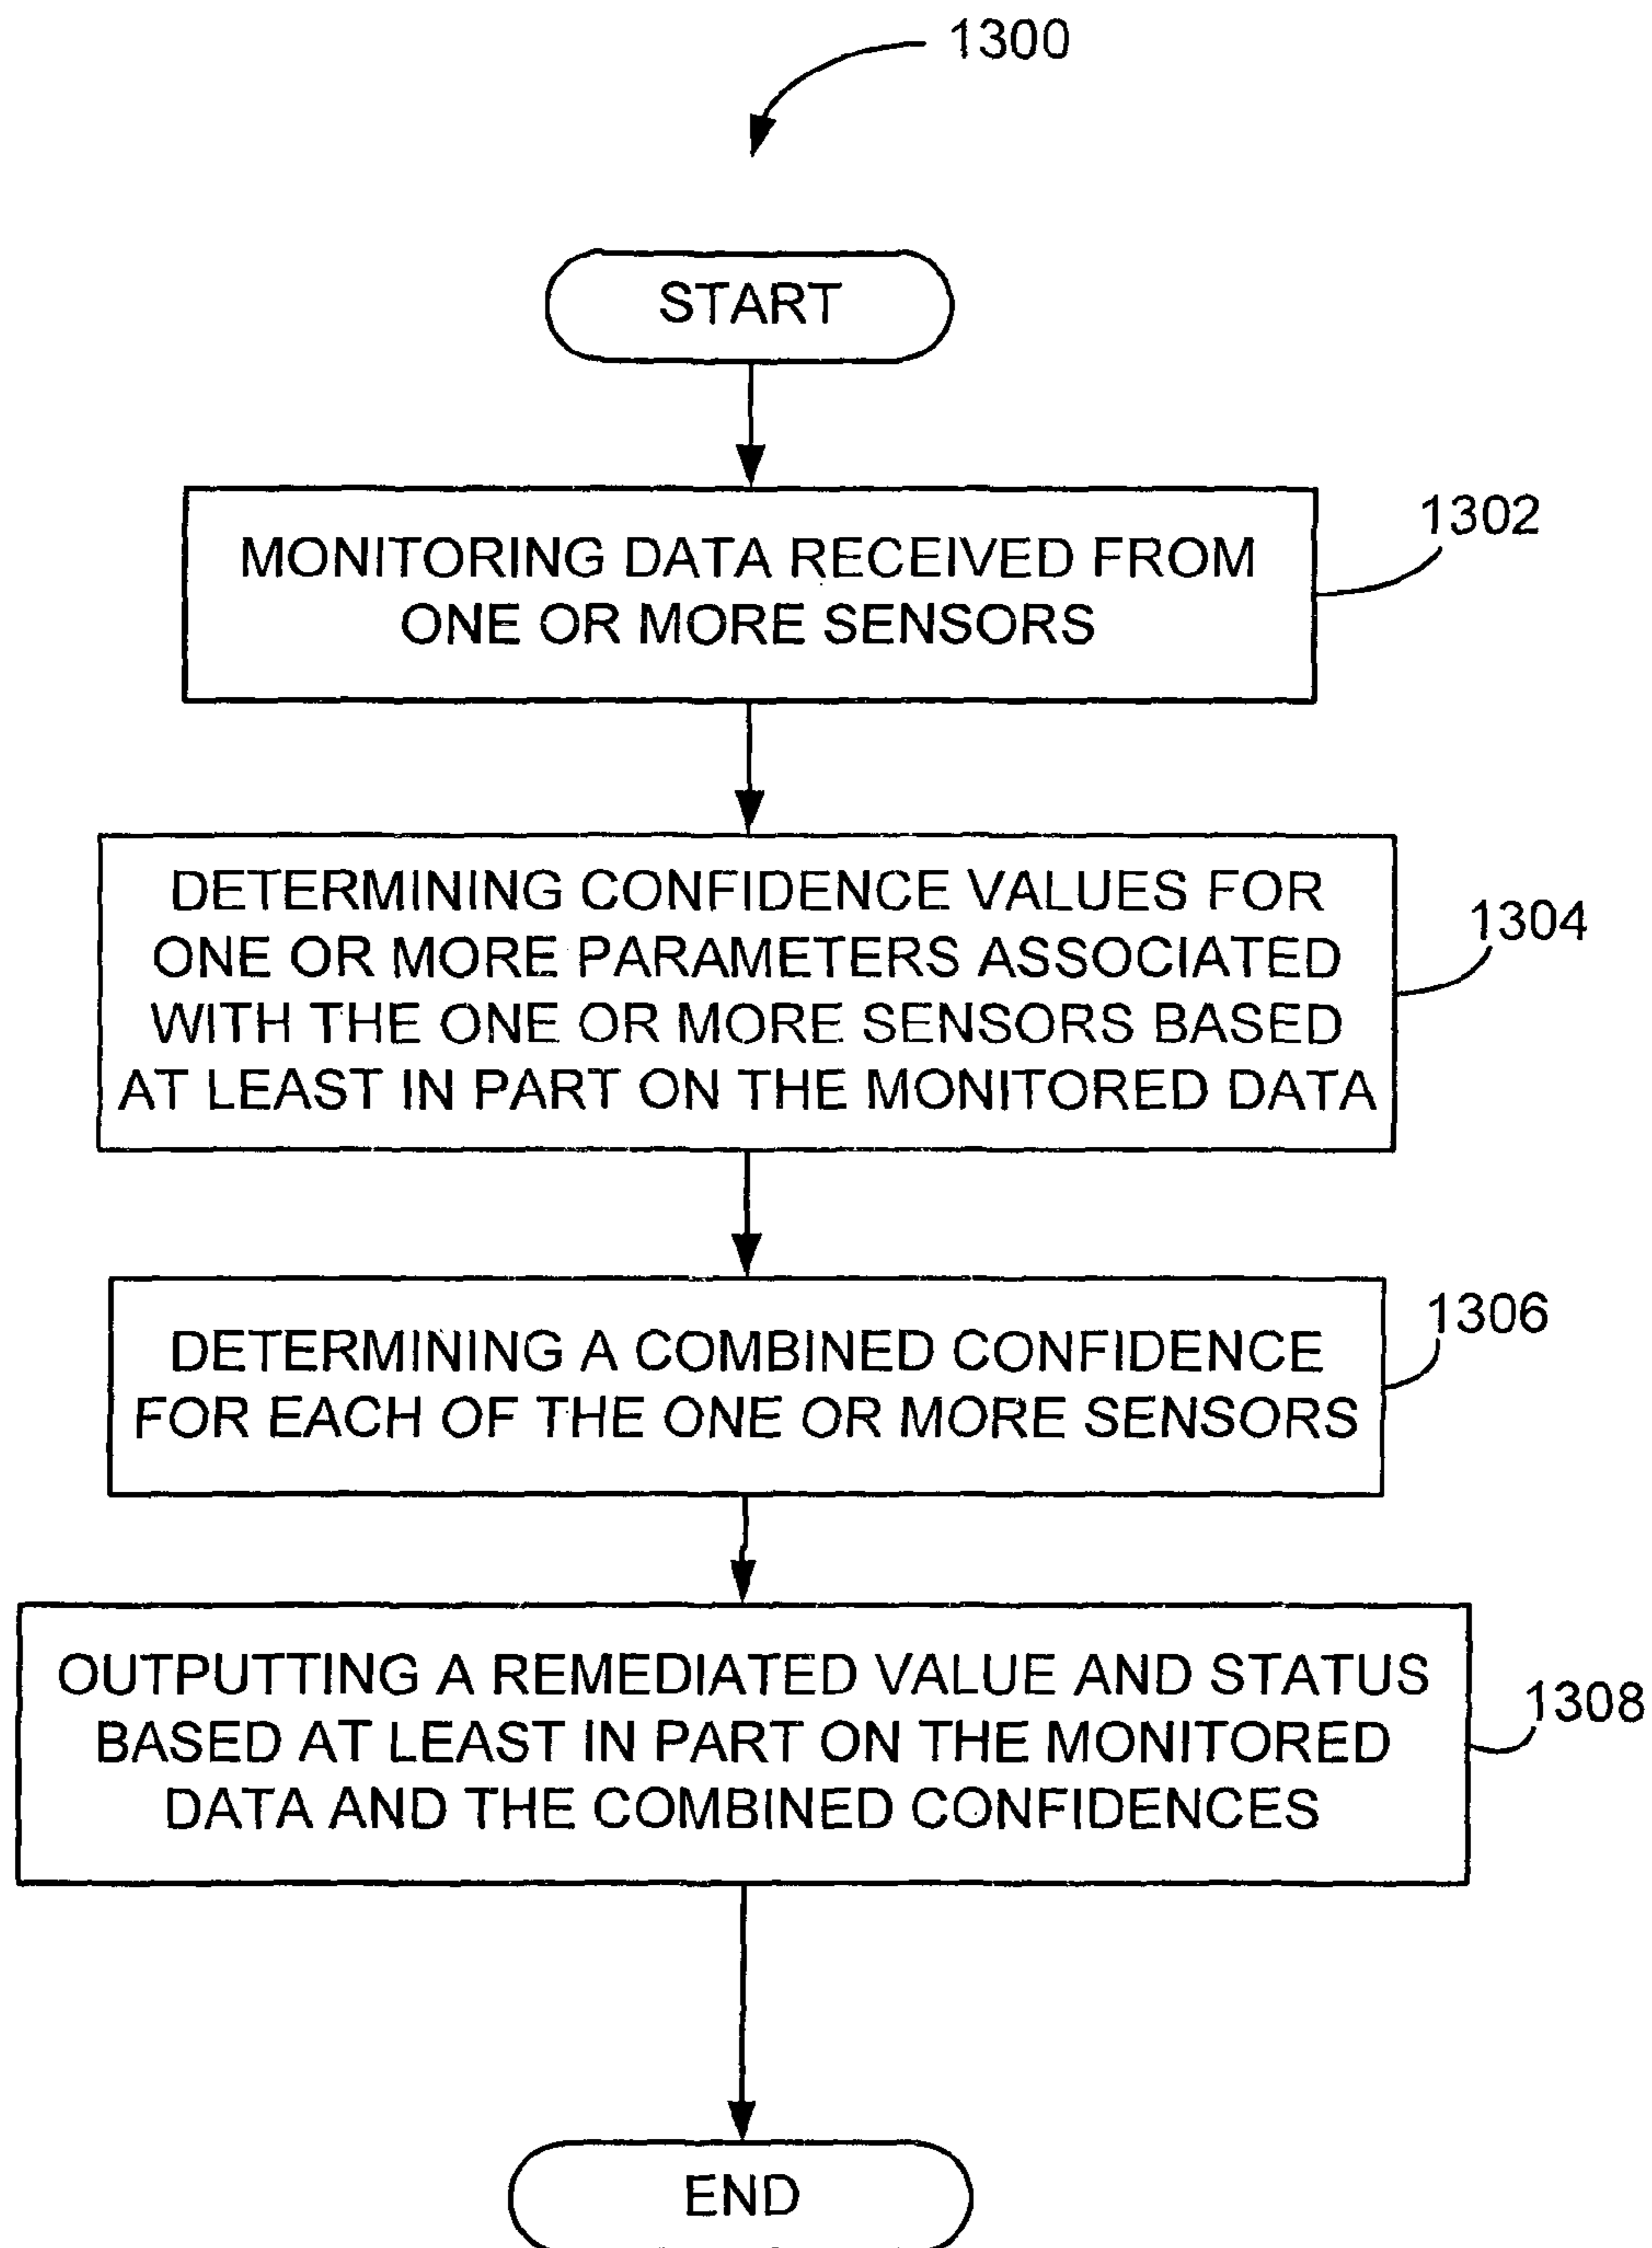 1300
START
MONITORING DATA RECEIVED FROM
ONE OR MORE SENSORS
1302
DETERMINING CONFIDENCE VALUES FOR
ONE OR MORE PARAMETERS ASSOCIATED
WITH THE ONE OR MORE SENSORS BASED
AT LEAST IN PART ON THE MONITORED DATA
1304
DETERMINING A COMBINED CONFIDENCE
FOR EACH OF THE ONE OR MORE SENSORS
1306
OUTPUTTING A REMEDIATED VALUE AND STATUS
BASED AT LEAST IN PART ON THE MONITORED
DATA AND THE COMBINED CONFIDENCES
1308
END